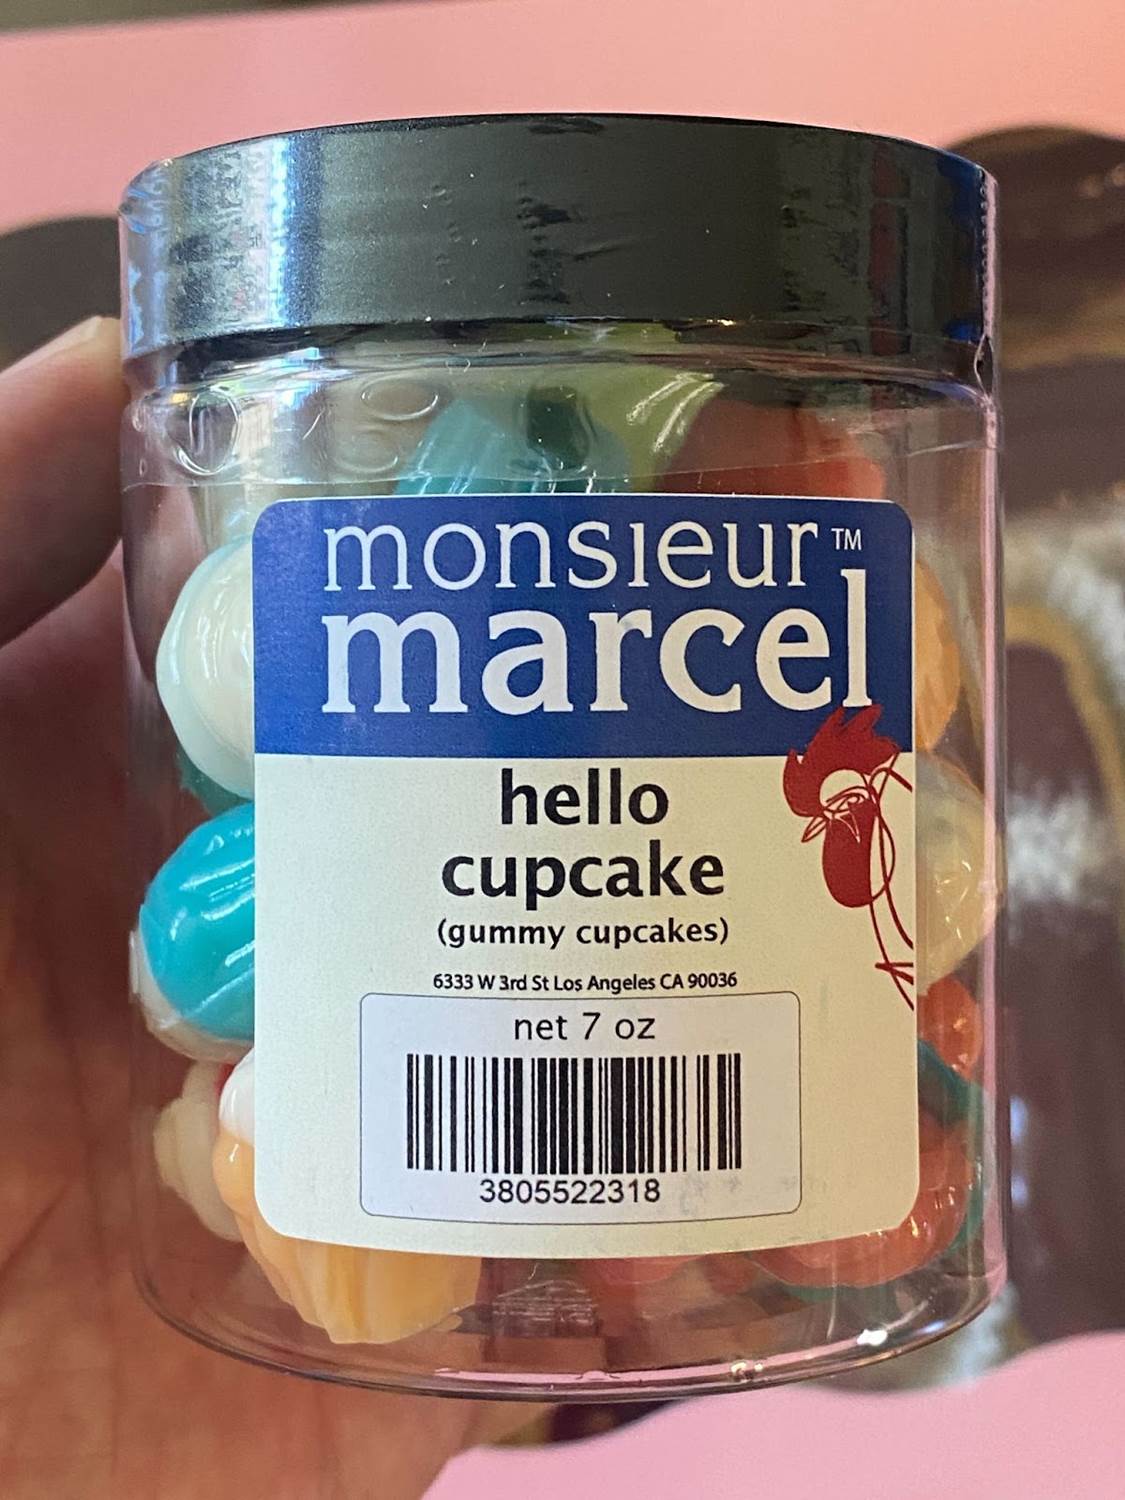 monsieur™
marcel
hello
cupcake
(gummy cupcakes)
6333 W 3rd St Los Angeles CA 90036
net 7 oz
3805522318